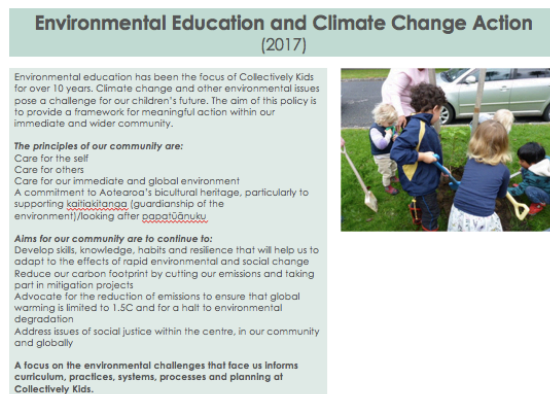 Environmental Education and Climate Change Action
(2017)
Environmental education has been the focus of Collectively Kids
for over 10 years. Climate change and other environmental issues
pose a challenge for our children's future. The aim of this policy is
to provide a framework for meaningful action within our
immediate and wider community.
The principles of our community are:
Care for the self
Care for others
Care for our immediate and global environment
A commitment to Aotearoa's bicultural heritage, particularly to
supporting kaitiakitanga (guardianship of the
environment)/looking after papatūānuku
Aims for our community are to continue to:
Develop skills, knowledge, habits and resilience that will help us to
adapt to the effects of rapid environmental and social change
Reduce our carbon footprint by cutting our emissions and taking
part in mitigation projects
Advocate for the reduction of emissions to ensure that global
warming is limited to 1.5C and for a halt to environmental
degradation
Address issues of social justice within the centre, in our community
and globally
A focus on the environmental challenges that face us informs
curriculum, practices, systems, processes and planning at
Collectively Kids.